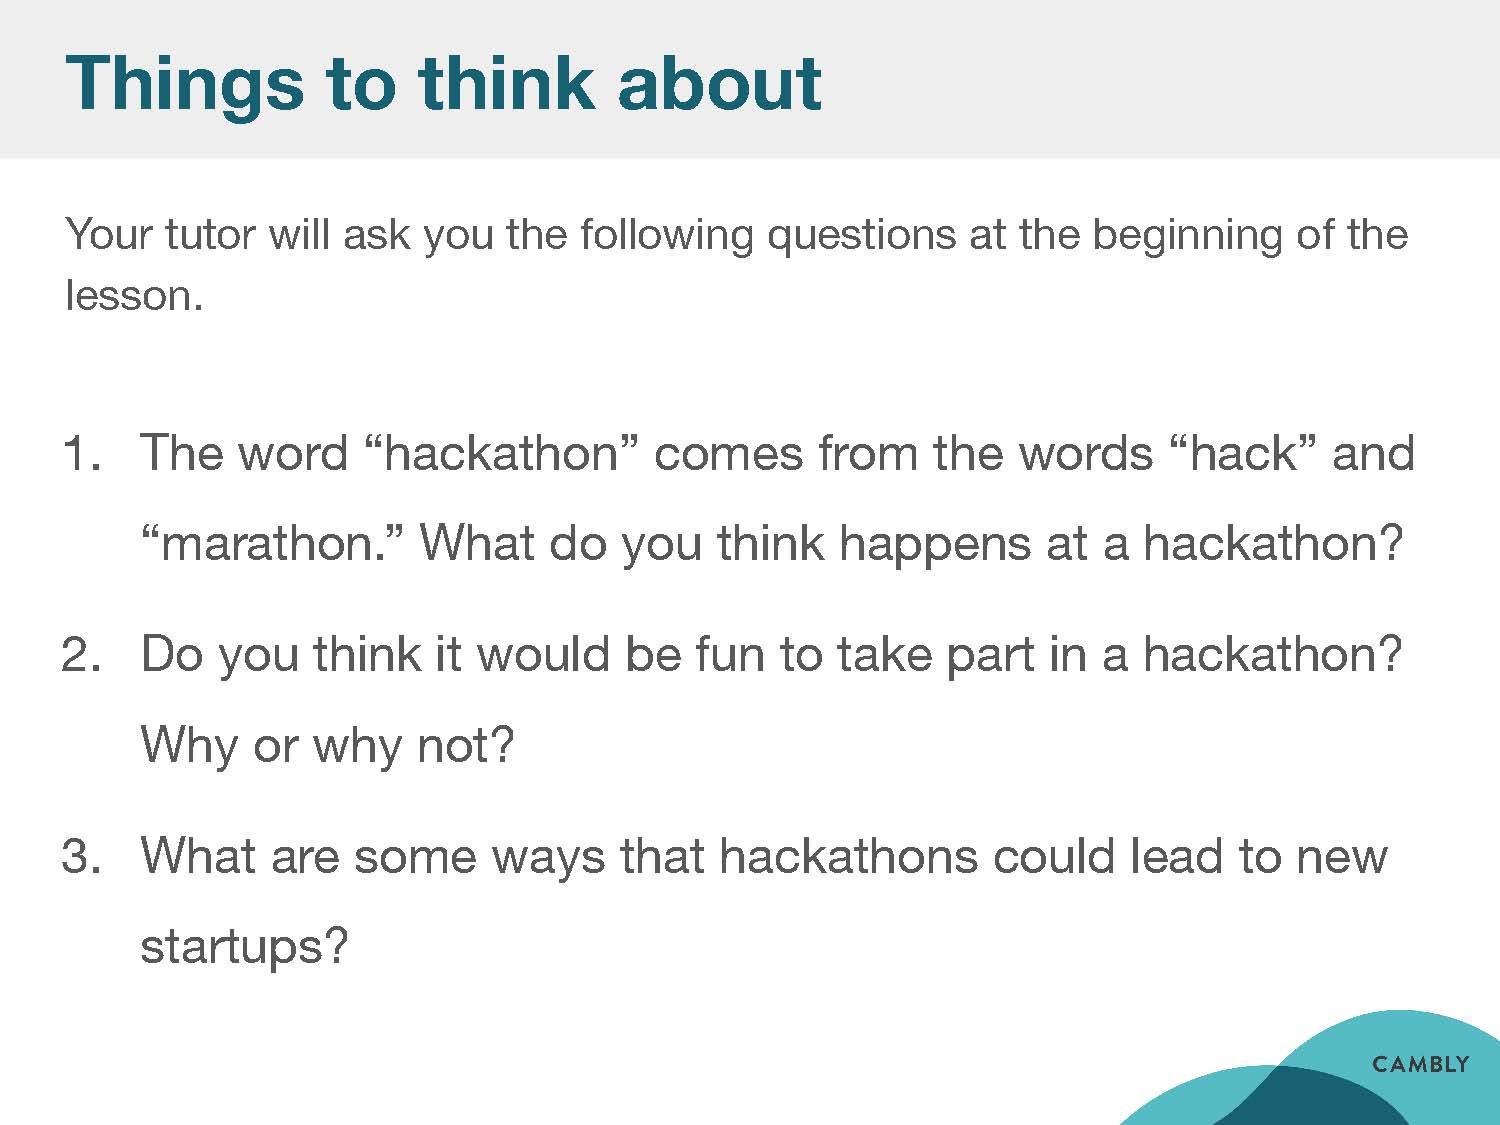 Things to think about
Your tutor will ask you the following questions at the beginning of the
lesson.
1. The word “hackathon” comes from the words “hack” and
“marathon.” What do you think happens at a hackathon?
2. Do you think it would be fun to take part in a hackathon?
Why or why not?
3. What are some ways that hackathons could lead to new
startups?
CAMBLY